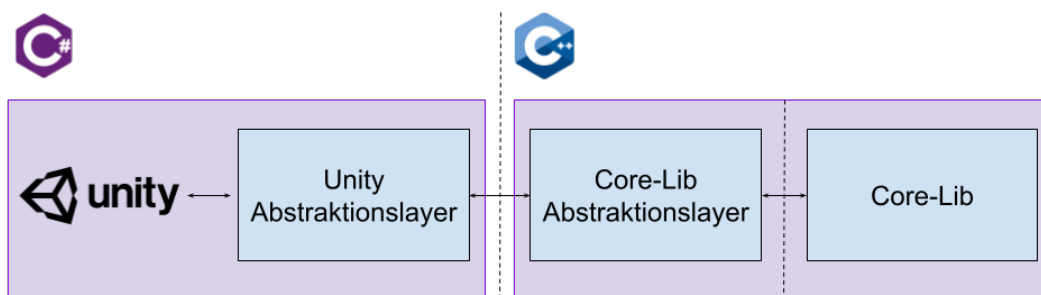 C#
C++
unity
Unity
Abstraktionslayer
Core-Lib
Abstraktionslayer
Core-Lib